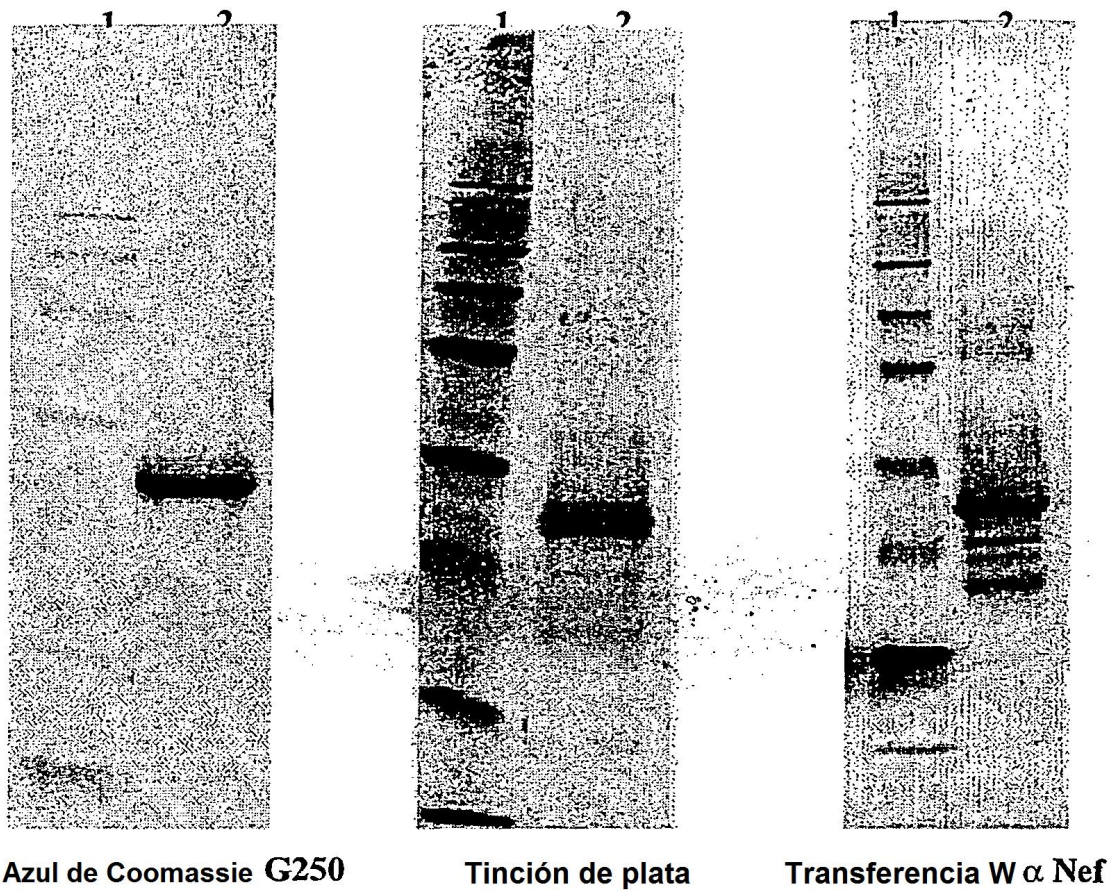 1 2
1 2
1 2
Azul de Coomassie G250
Tinción de plata
Transferencia W α Nef